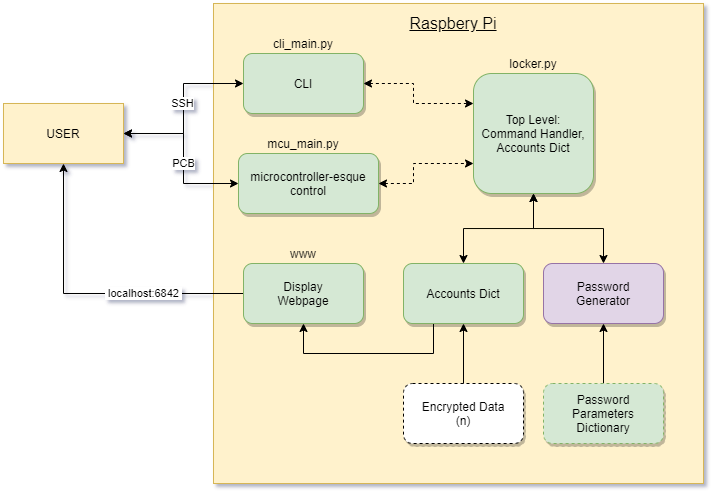 Raspbery Pi
cli_main.py
CLI
locker.py
Top Level:
Command Handler,
Accounts Dict
SSH
USER
mcu_main.py
PCB
microcontroller-esque
control
www
Display
Webpage
localhost:6842
Accounts Dict
Password
Generator
Encrypted Data
(n)
Password
Parameters
Dictionary